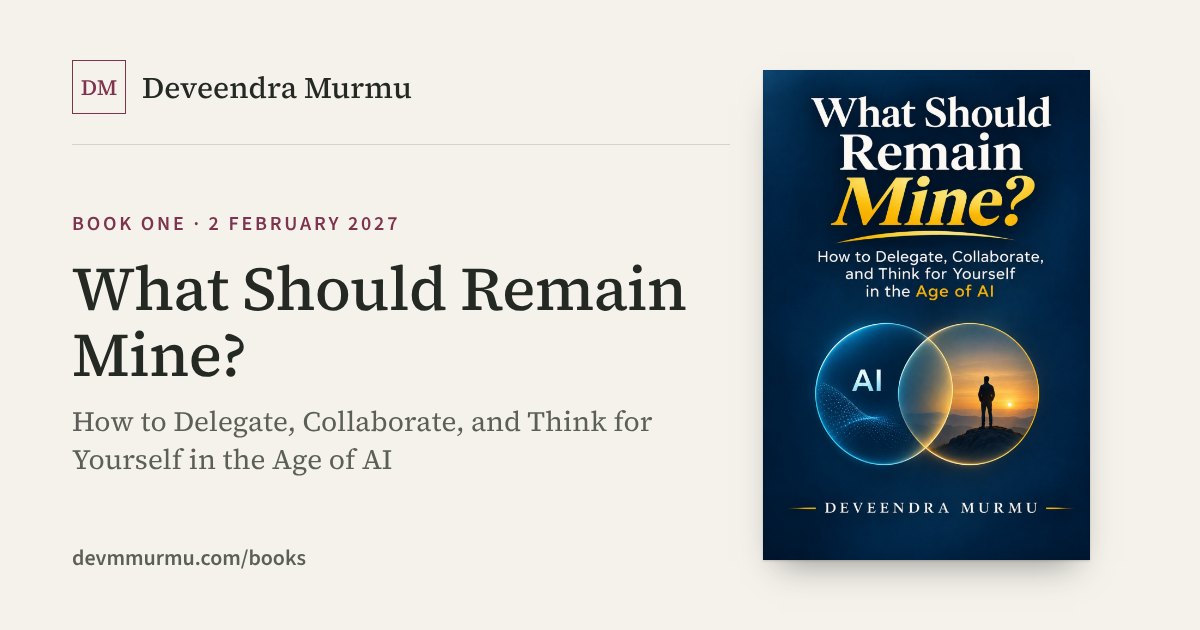 DM
Deveendra Murmu
BOOK ONE · 2 FEBRUARY 2027
What Should Remain
Mine?
How to Delegate, Collaborate, and Think for
Yourself in the Age of AI
devmmurmu.com/books
What Should
Remain
Mine?
How to Delegate, Collaborate,
and Think for Yourself
in the Age of AI
AI
DEVEENDRA MURMU